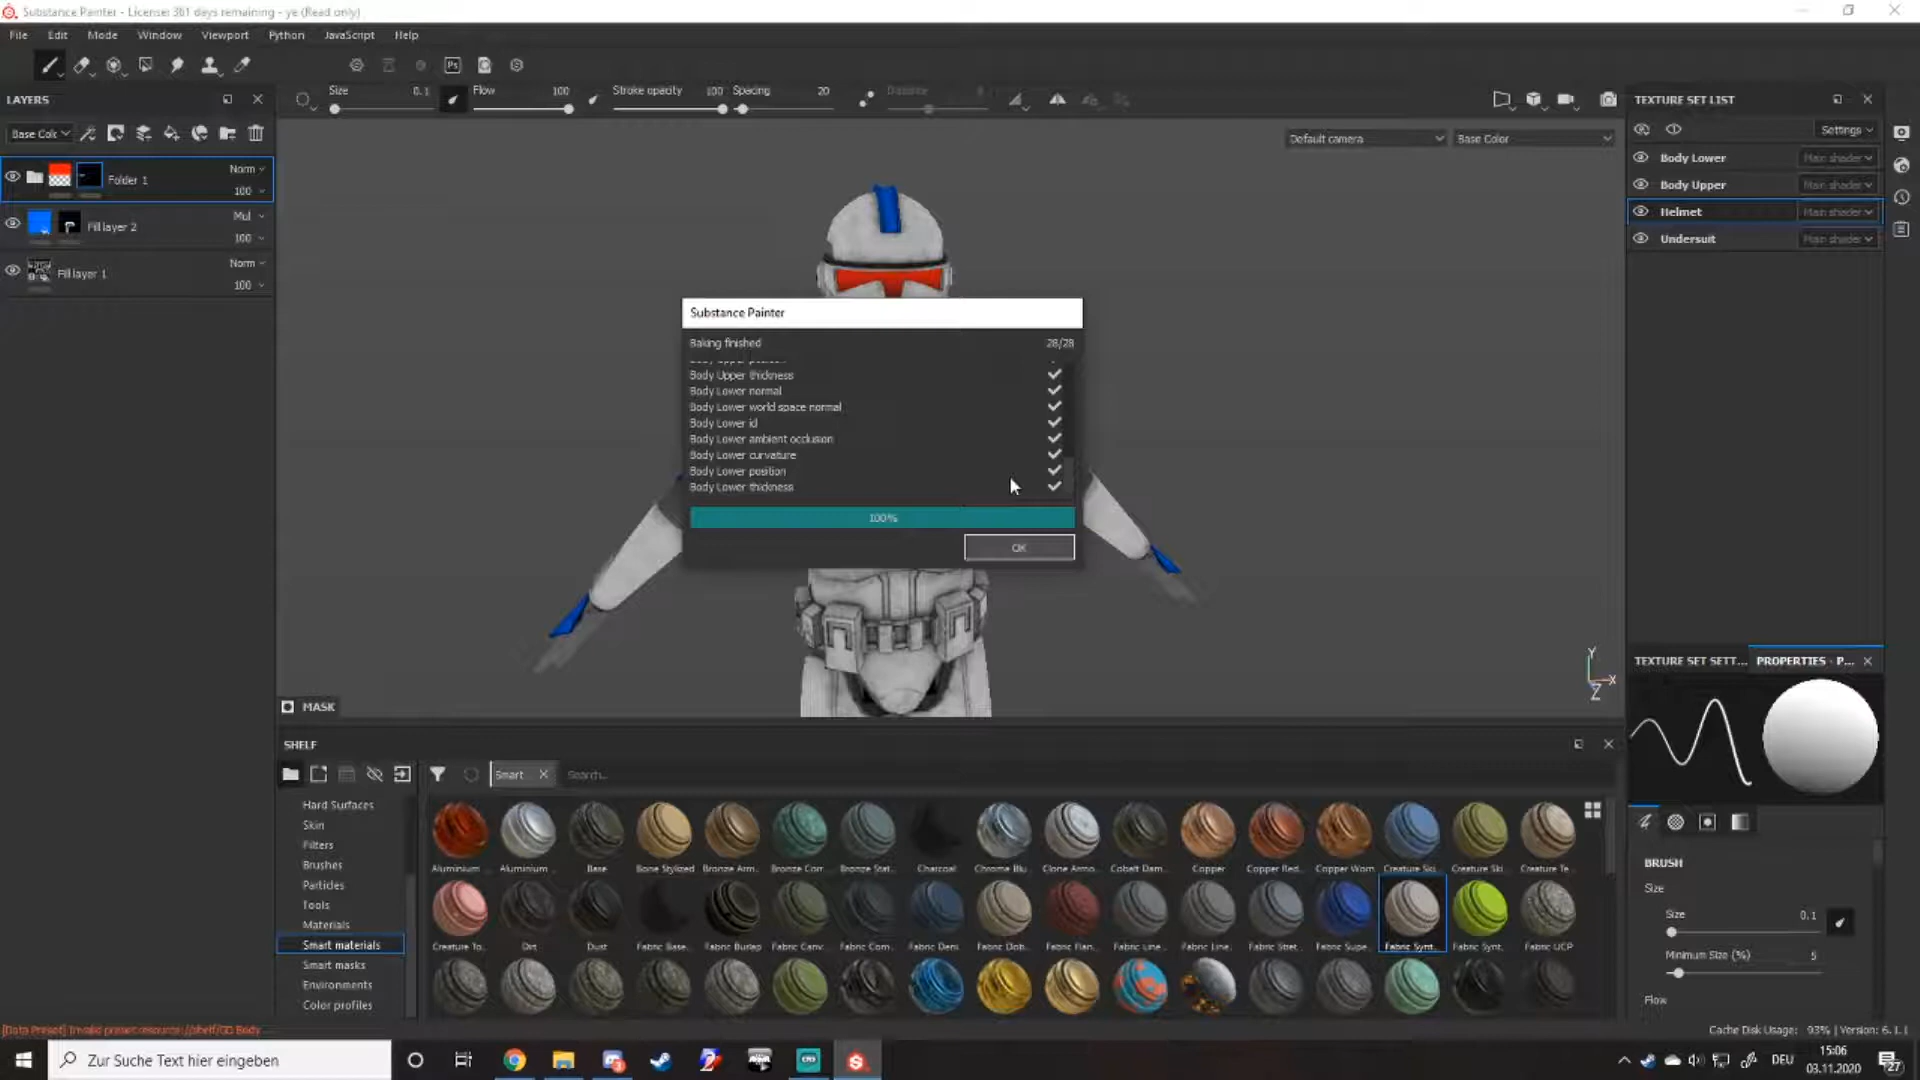 Substance Painter - License: 361 days remaining - ye (Read only)
File Edit Mode Window Viewport Python JavaScript Help
Size 0.1 Flow 100 Stroke opacity 100 Spacing 20 Distance
LAYERS
Base Col
Folder 1 Norm 100
Fill layer 2 Mul 100
Fill layer 1 Norm 100
Default camera Base Color
Substance Painter
Baking finished 28/28
Body Upper thickness
Body Lower normal
Body Lower world space normal
Body Lower id
Body Lower ambient occlusion
Body Lower curvature
Body Lower position
Body Lower thickness
100%
OK
Y
X
Z
MASK
TEXTURE SET LIST
Settings
Body Lower Main shader
Body Upper Main shader
Helmet Main shader
Undersuit Main shader
TEXTURE SET SETT... PROPERTIES - P...
BRUSH
Size
Size 0.1
Minimum Size (%) 5
Flow
SHELF
Smart Search...
Hard Surfaces
Skin
Filters
Brushes
Particles
Tools
Materials
Smart materials
Smart masks
Environments
Color profiles
Aluminium ... Aluminium ... Base Bone Stylized Bronze Arm... Bronze Corr... Bronze Stat... Charcoal Chrome Blu... Clone Armo... Cobalt Dam... Copper Copper Red... Copper Worn Creature Ski... Creature Ski... Creature Te...
Creature To... Dirt Dust Fabric Base... Fabric Burlap Fabric Canv... Fabric Com... Fabric Deni... Fabric Dob... Fabric Flan... Fabric Line... Fabric Line... Fabric Stret... Fabric Supe... Fabric Synt... Fabric Synt... Fabric UCP
[Data Preset] Invalid preset resource://shelf/GD Body
Cache Disk Usage: 93% | Version: 6.1.1
Zur Suche Text hier eingeben
DEU
15:06
03.11.2020
27